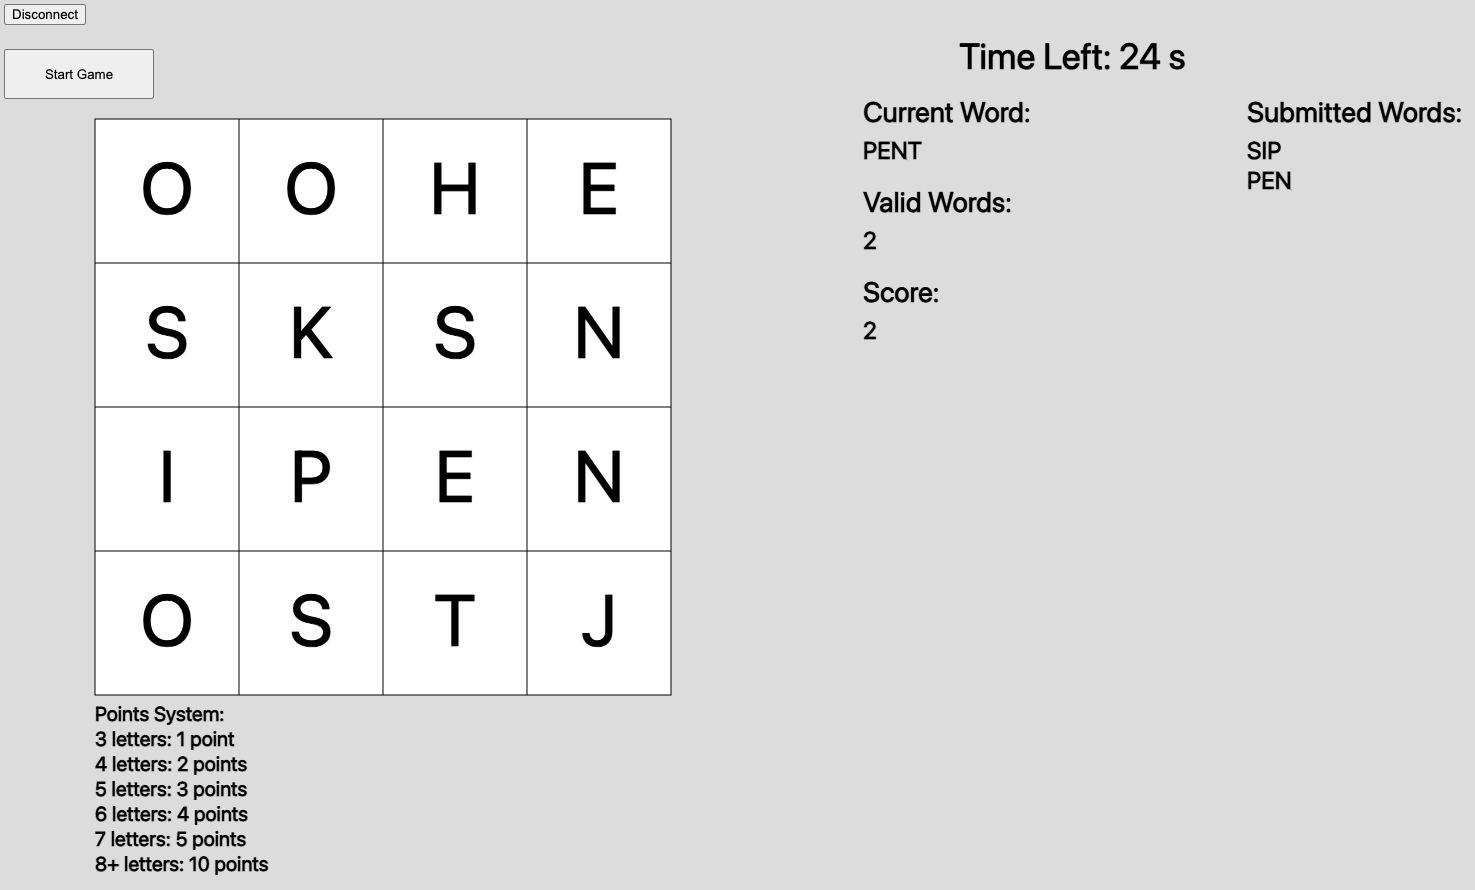 Disconnect
Start Game
Time Left: 24 s
O O H E
S K S N
I P E N
O S T J
Current Word:
PENT
Valid Words:
2
Score:
2
Submitted Words:
SIP
PEN
Points System:
3 letters: 1 point
4 letters: 2 points
5 letters: 3 points
6 letters: 4 points
7 letters: 5 points
8+ letters: 10 points